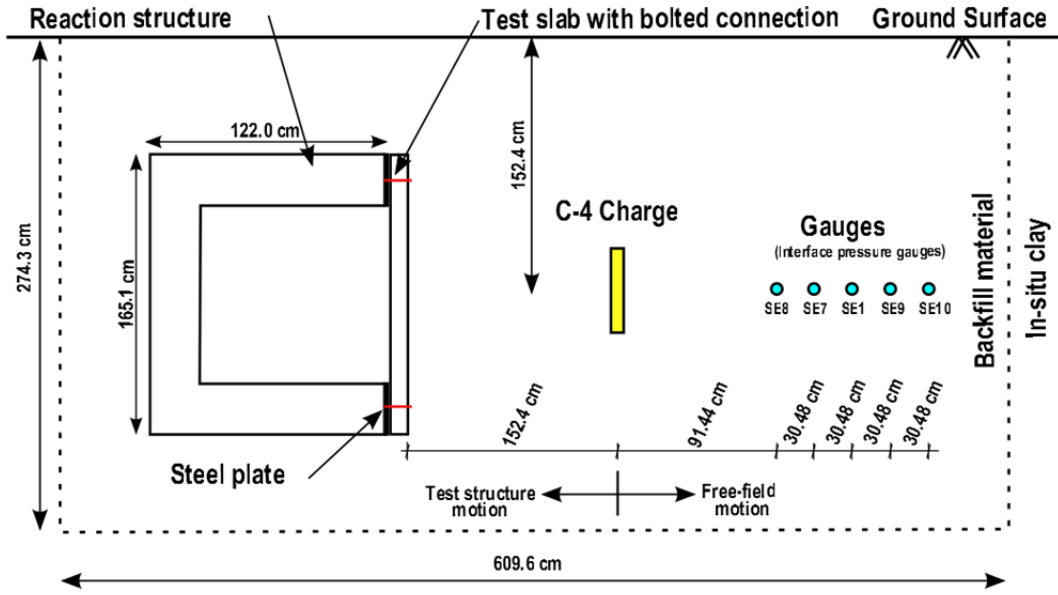 Reaction structure
Test slab with bolted connection
Ground Surface
122.0 cm
152.4 cm
274.3 cm
165.1 cm
C-4 Charge
Gauges
(Interface pressure gauges)
SE8 SE7 SE1 SE9 SE10
Backfill material
In-situ clay
152.4 cm
91.44 cm
30.48 cm
30.48 cm
30.48 cm
30.48 cm
Steel plate
Test structure
motion
Free-field
motion
609.6 cm